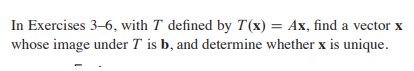 In Exercises 3–6, with T defined by T(x) = Ax, find a vector x
whose image under T is b, and determine whether x is unique.